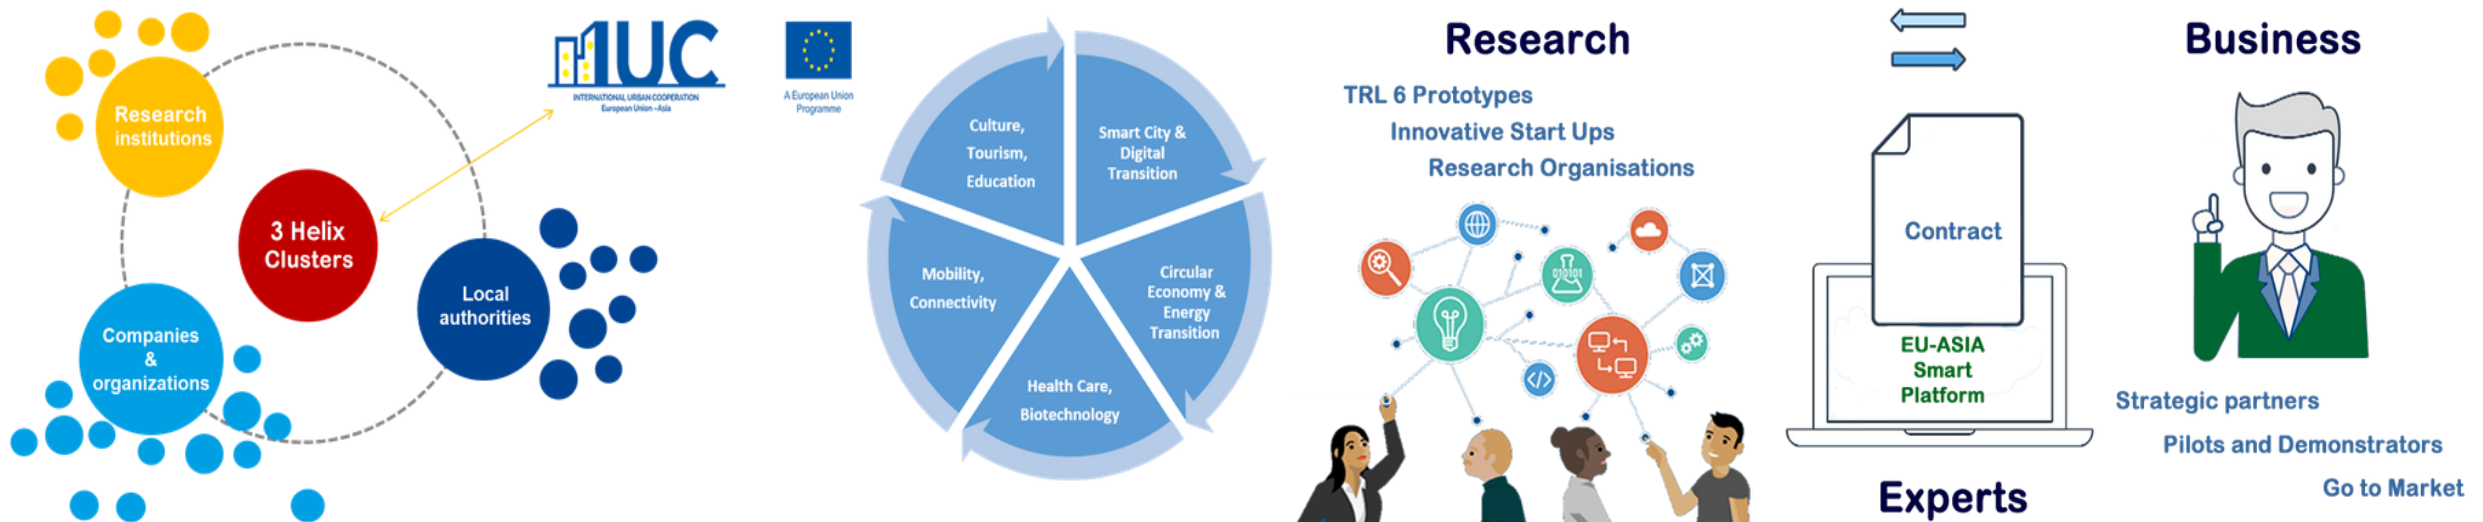 Research
institutions
3 Helix
Clusters
Companies
&
organizations
Local
authorities
IUC
INTERNATIONAL URBAN COOPERATION
European Union –Asia
A European Union
Programme
Culture,
Tourism,
Education
Smart City &
Digital
Transition
Mobility,
Connectivity
Circular
Economy &
Energy
Transition
Health Care,
Biotechnology
Research
TRL 6 Prototypes
Innovative Start Ups
Research Organisations
010101
</>
Contract
EU-ASIA
Smart
Platform
Experts
Business
Strategic partners
Pilots and Demonstrators
Go to Market